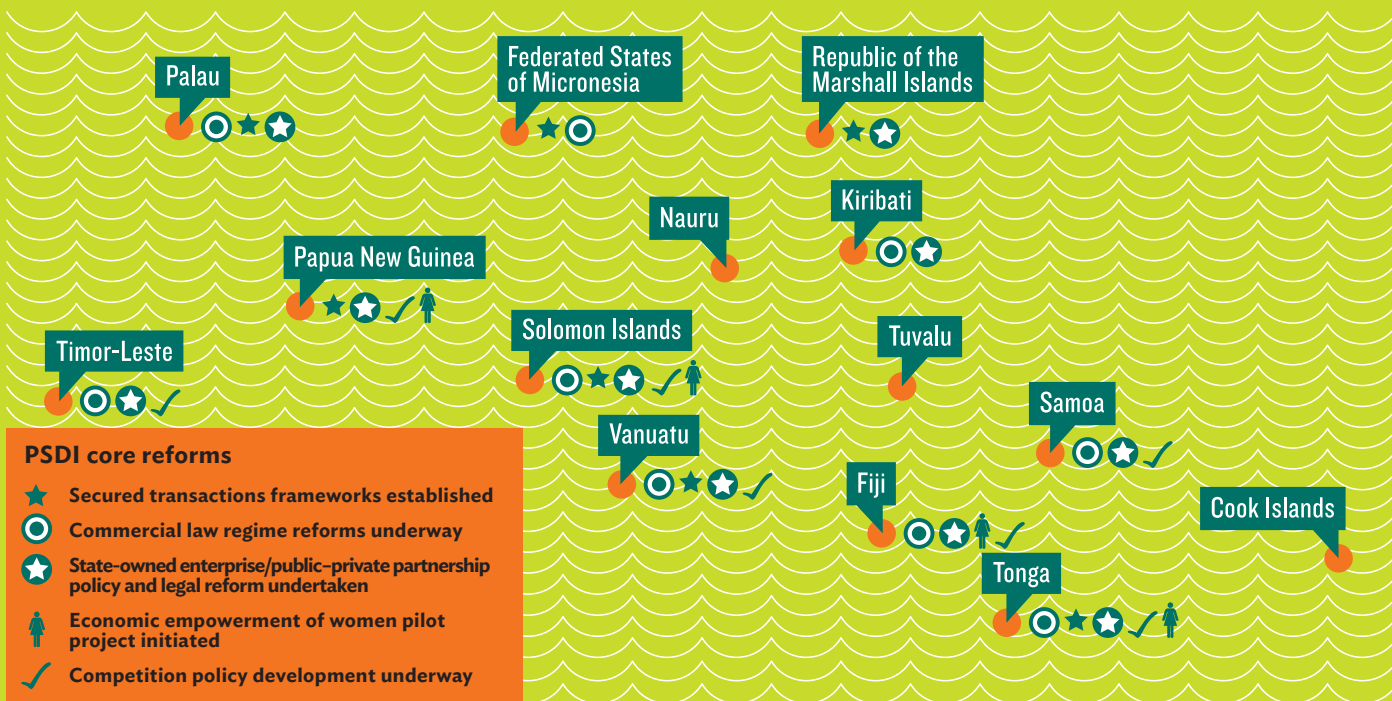 Palau
Federated States
of Micronesia
Republic of the
Marshall Islands
Nauru
Kiribati
Papua New Guinea
Solomon Islands
Tuvalu
Timor-Leste
Samoa
Vanuatu
Fiji
Cook Islands
Tonga
PSDI core reforms
Secured transactions frameworks established
Commercial law regime reforms underway
State-owned enterprise/public–private partnership
policy and legal reform undertaken
Economic empowerment of women pilot
project initiated
Competition policy development underway